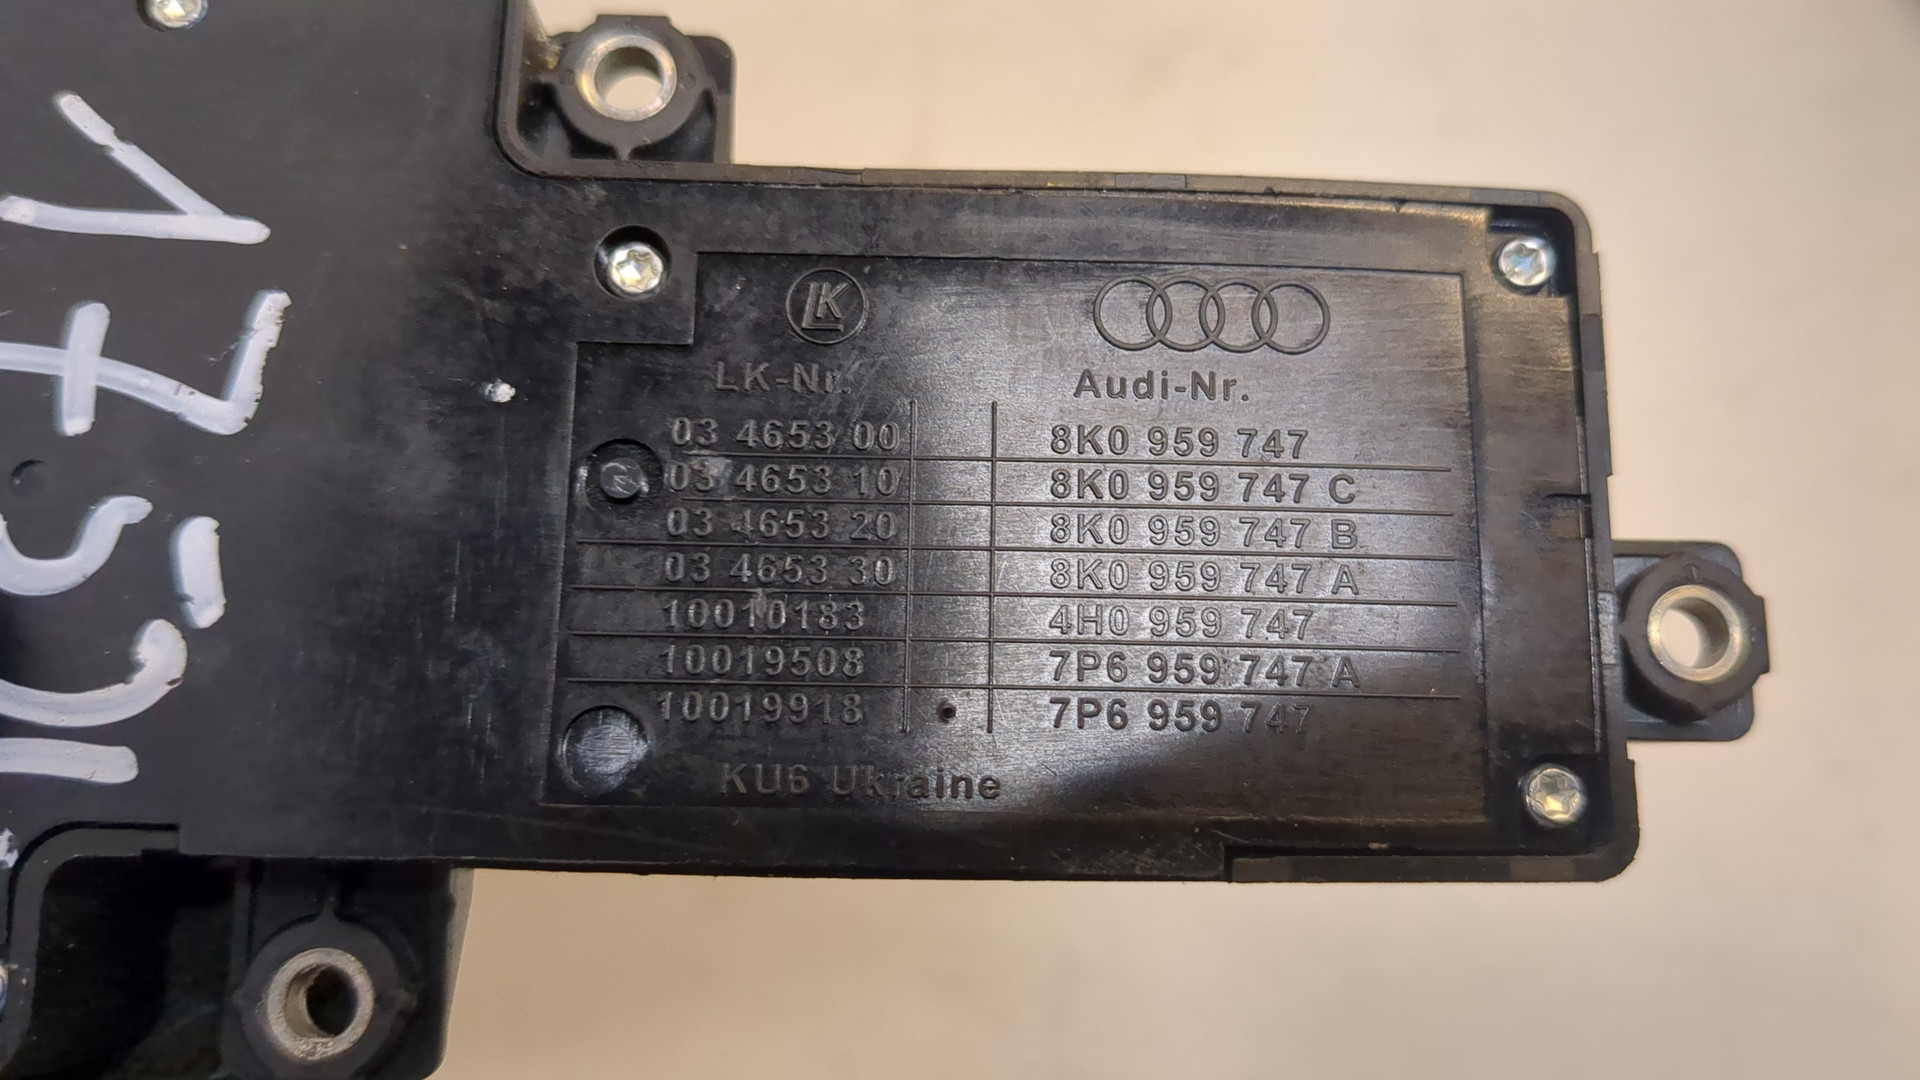 LK
LK-Nr. Audi-Nr.
03 4653 00 8K0 959 747
03 4653 10 8K0 959 747 C
03 4653 20 8K0 959 747 B
03 4653 30 8K0 959 747 A
10010183 4H0 959 747
10019508 7P6 959 747 A
10019918 7P6 959 747
KU6 Ukraine